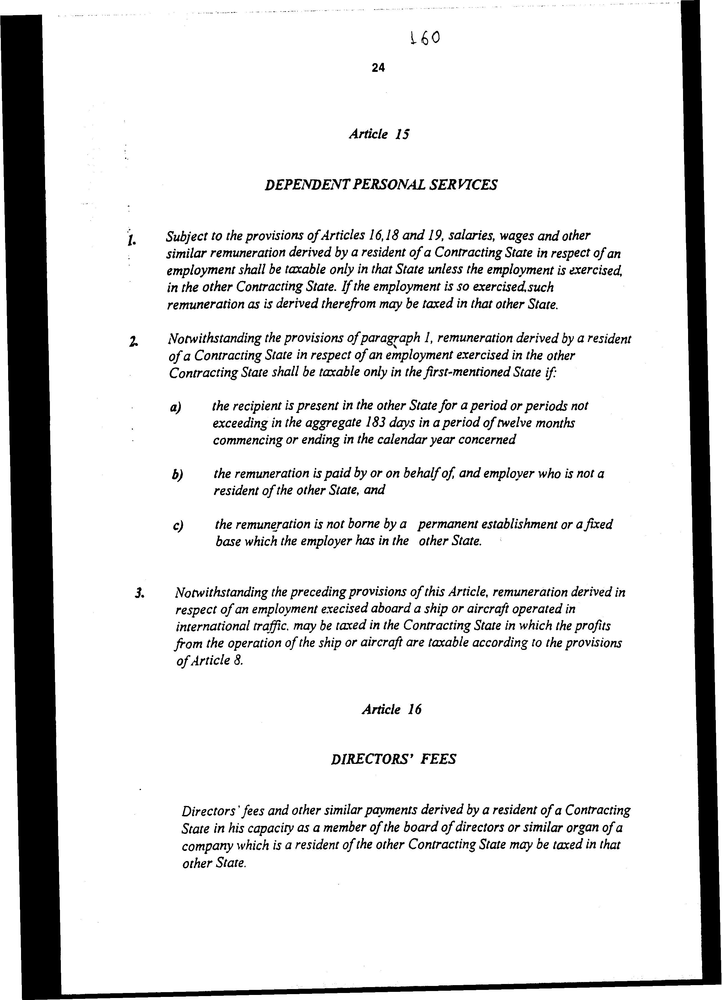 160
24
Article 15
DEPENDENT PERSONAL SERVICES
1. Subject to the provisions of Articles 16,18 and 19, salaries, wages and other
similar remuneration derived by a resident of a Contracting State in respect of an
employment shall be taxable only in that State unless the employment is exercised,
in the other Contracting State. If the employment is so exercised,such
remuneration as is derived therefrom may be taxed in that other State.
2. Notwithstanding the provisions of paragraph 1, remuneration derived by a resident
of a Contracting State in respect of an employment exercised in the other
Contracting State shall be taxable only in the first-mentioned State if:
a) the recipient is present in the other State for a period or periods not
exceeding in the aggregate 183 days in a period of twelve months
commencing or ending in the calendar year concerned
b) the remuneration is paid by or on behalf of, and employer who is not a
resident of the other State, and
c) the remuneration is not borne by a permanent establishment or a fixed
base which the employer has in the other State.
3. Notwithstanding the preceding provisions of this Article, remuneration derived in
respect of an employment execised aboard a ship or aircraft operated in
international traffic. may be taxed in the Contracting State in which the profits
from the operation of the ship or aircraft are taxable according to the provisions
of Article 8.
Article 16
DIRECTORS' FEES
Directors' fees and other similar payments derived by a resident of a Contracting
State in his capacity as a member of the board of directors or similar organ of a
company which is a resident of the other Contracting State may be taxed in that
other State.